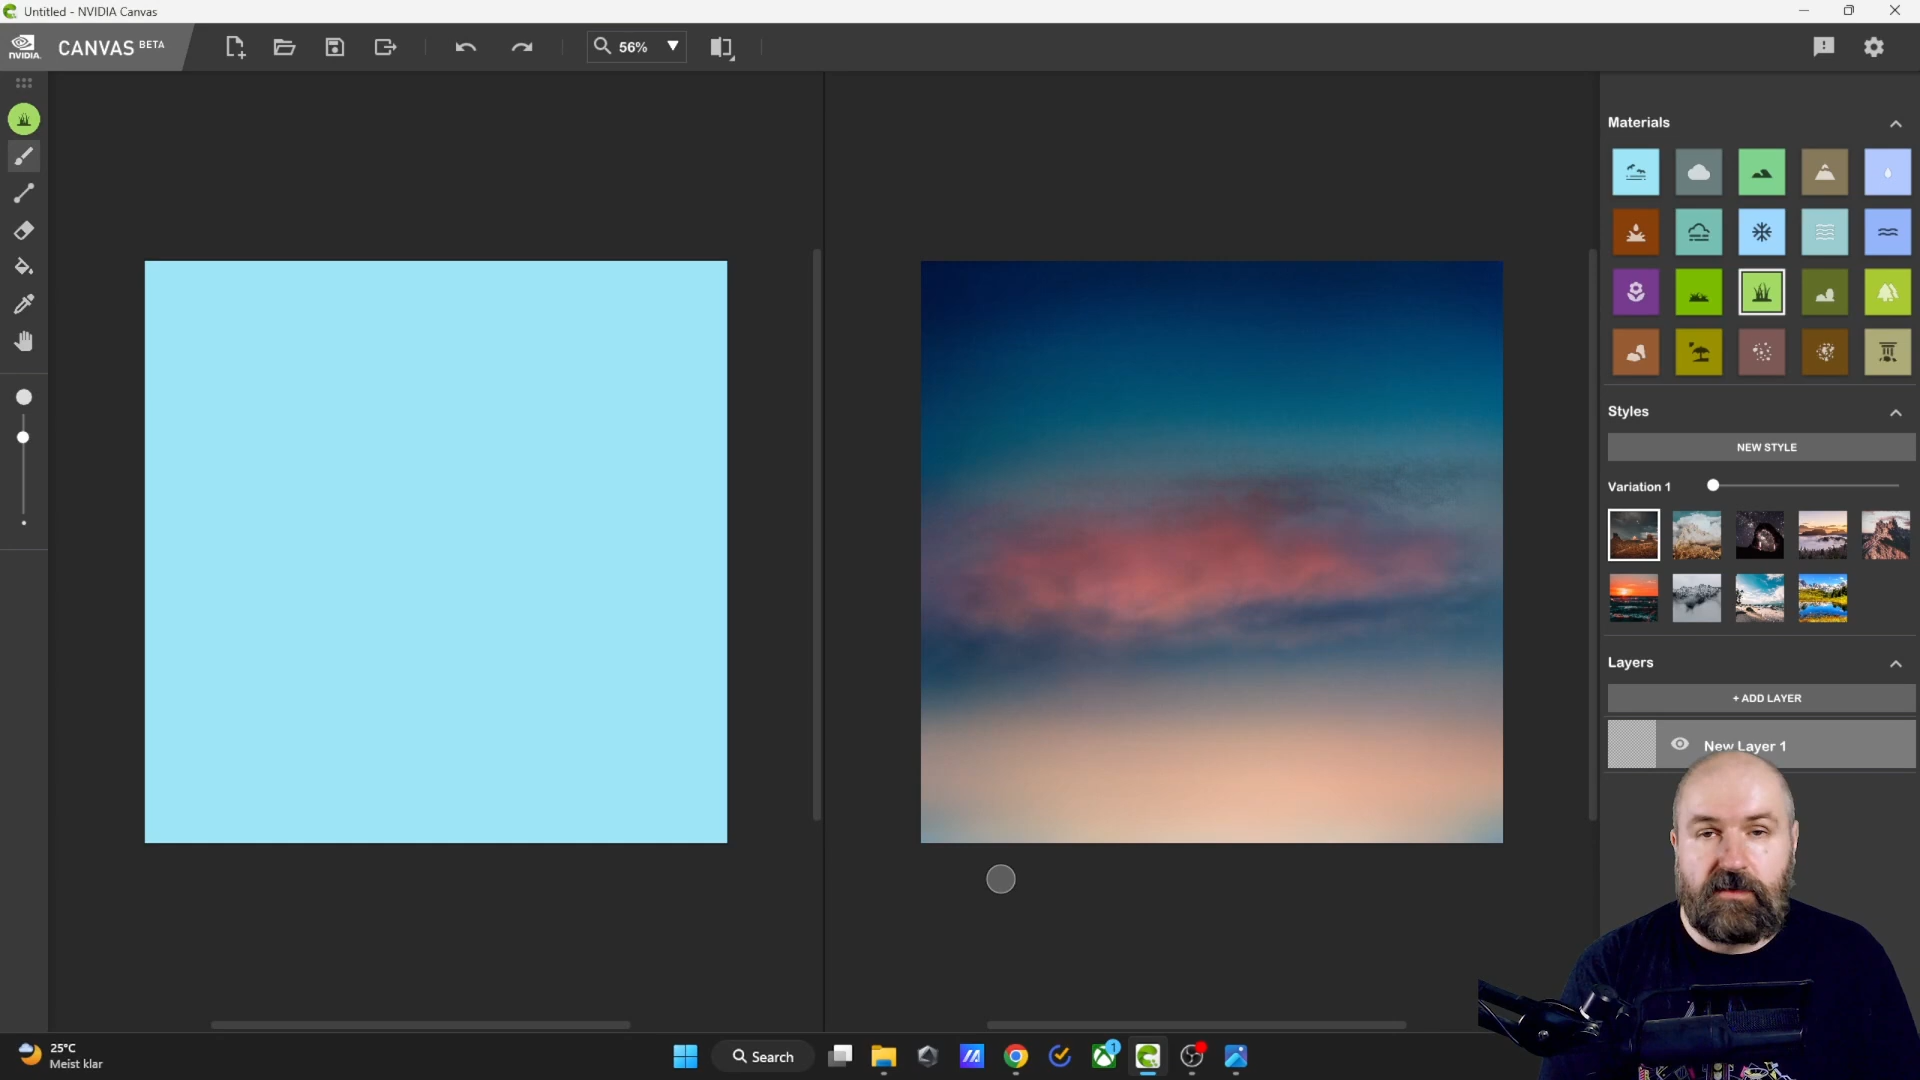 Untitled - NVIDIA Canvas
NVIDIA.
CANVAS BETA
56%
Materials
Styles
NEW STYLE
Variation 1
Layers
+ ADD LAYER
New Layer 1
25°C
Meist klar
Search
1